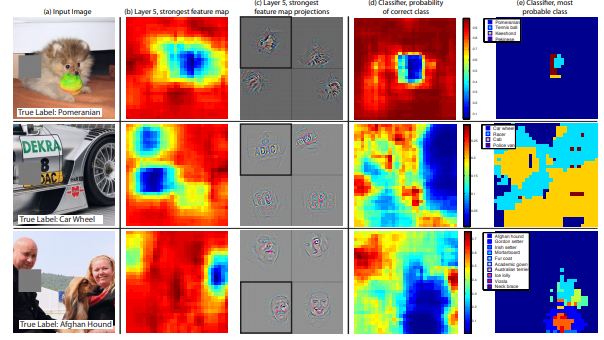 (a) Input Image
(b) Layer 5, strongest feature map
(c) Layer 5, strongest
feature map projections
(d) Classifier, probability
of correct class
(e) Classifier, most
probable class
True Label: Pomeranian
Pomeranian
Tennis ball
Keeshond
Pekinese
DEKRA
8
ADAC
True Label: Car Wheel
Car wheel
Racer
Cab
Police van
True Label: Afghan Hound
Afghan hound
Gordon setter
Irish setter
Mortarboard
Fur coat
Academic gown
Australian terrier
Ice lolly
Vizsla
Neck brace